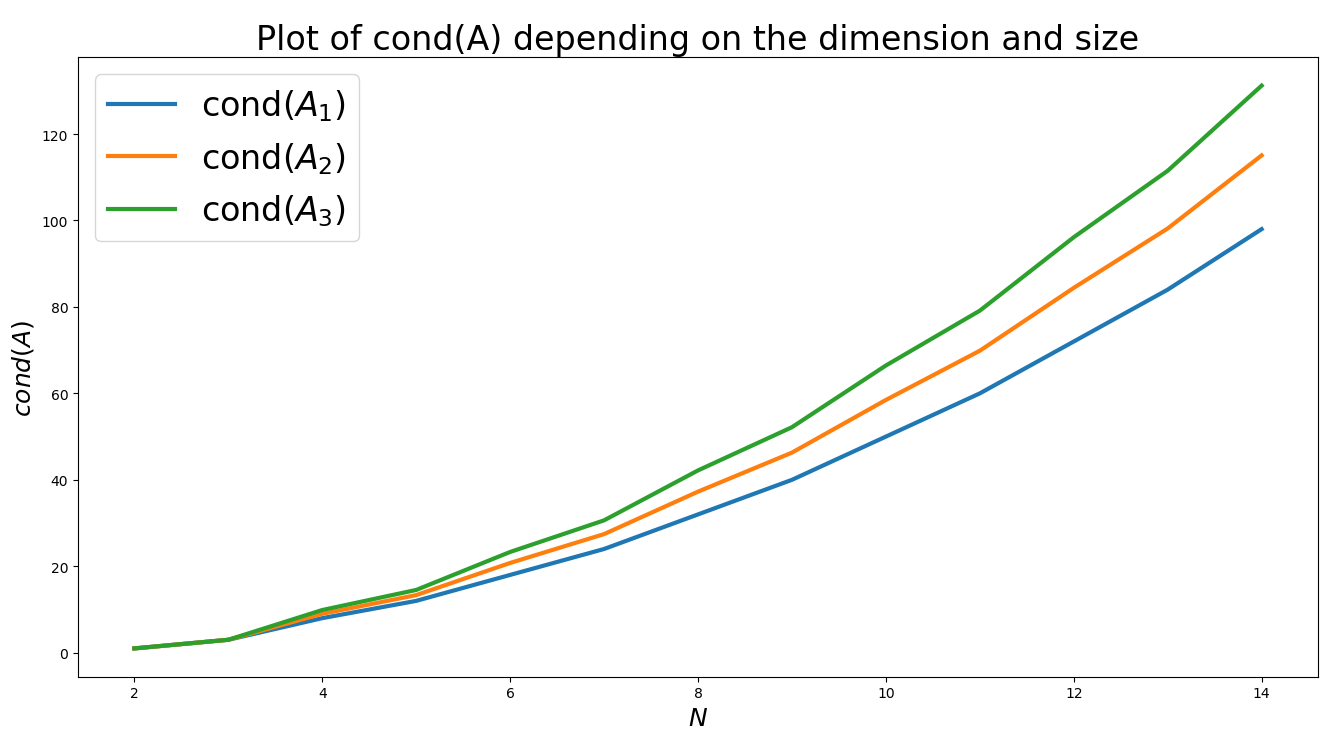 Plot of cond(A) depending on the dimension and size
cond(A₁)
cond(A₂)
cond(A₃)
cond(A)
120
100
80
60
40
20
0
2 4 6 8 10 12 14
N